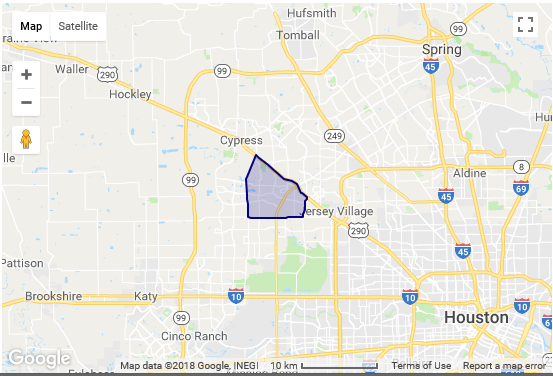 Map
Satellite
Hufsmith
Tomball
Waller
290
99
99
Spring
45
Hockley
Cypress
249
8
99
Aldine
69
45
Jersey Village
290
45
Pattison
Brookshire
Katy
10
10
10
99
Houston
Cinco Ranch
Google
Map data ©2018 Google, INEGI
10 km
Terms of Use
Report a map error